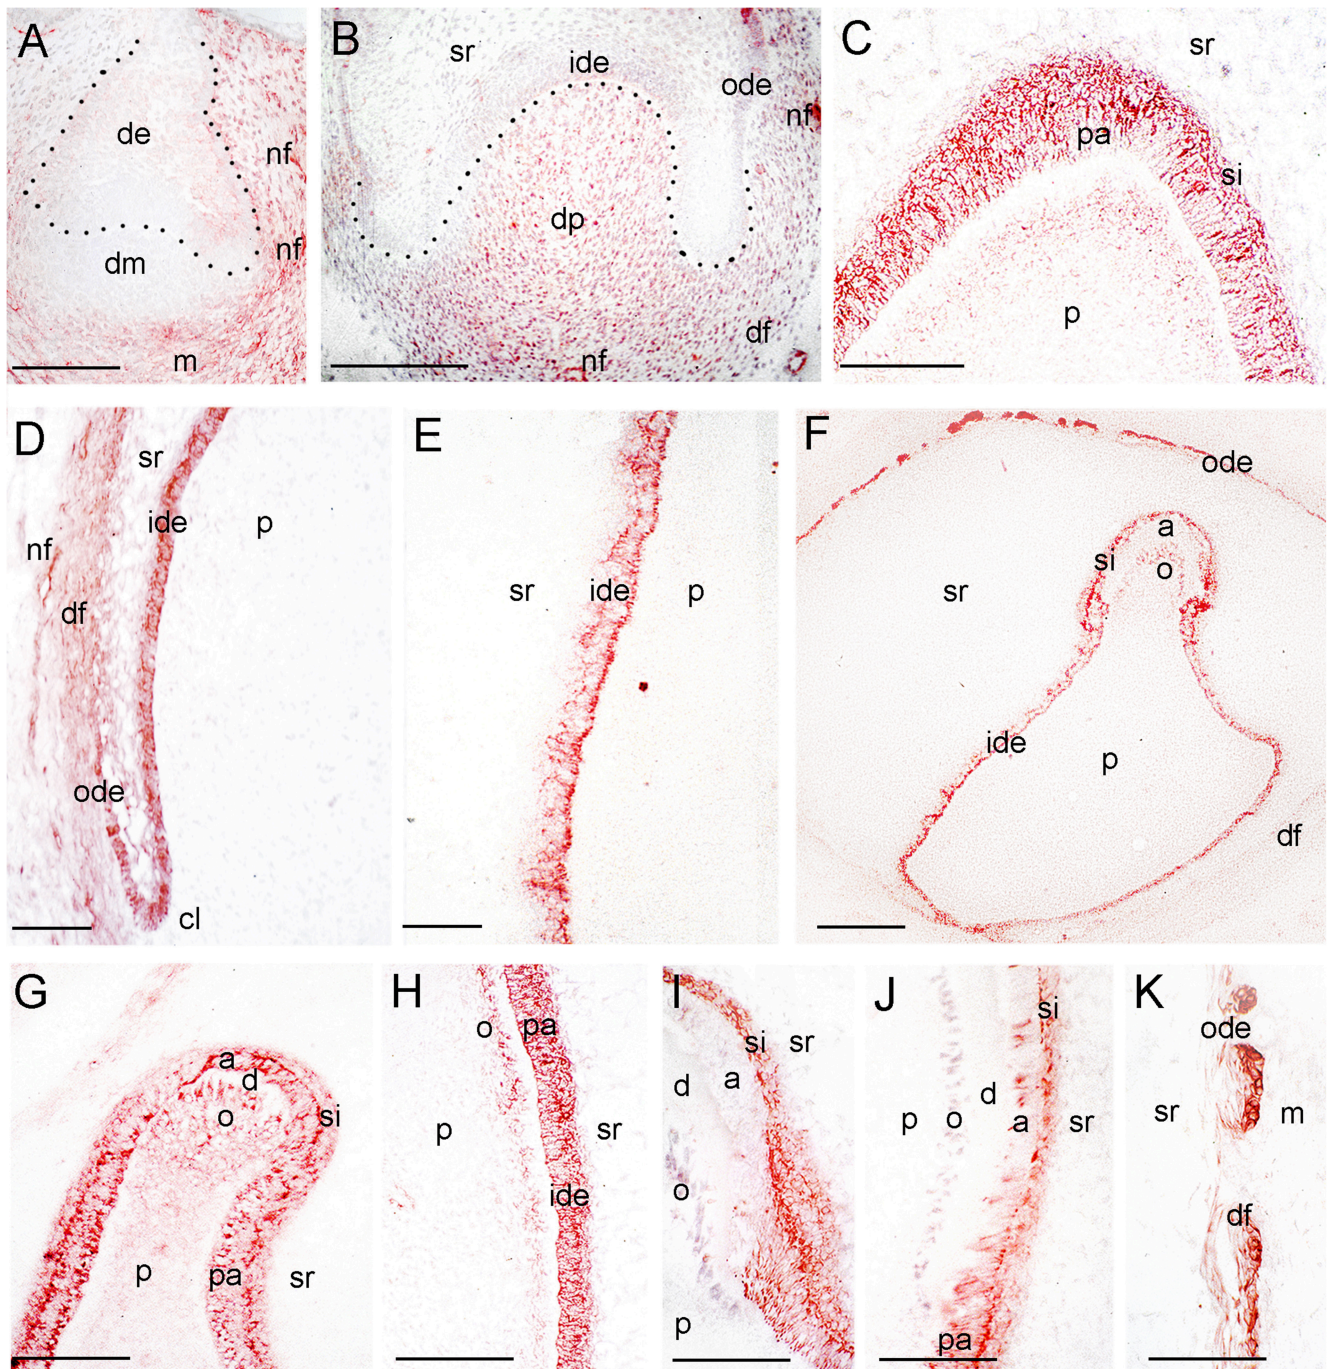 A
de
nf
nf
dm
m
B
sr
ide
ode
nf
dp
df
nf
C
sr
pa
si
p
D
sr
ide
p
nf
df
ode
cl
E
sr
ide
p
F
ode
a
si
o
sr
ide
p
df
G
a
d
o
si
p
pa
sr
H
o
pa
p
sr
ide
I
si
sr
d
a
o
p
J
si
d
p
o
a
sr
pa
K
ode
sr
m
df